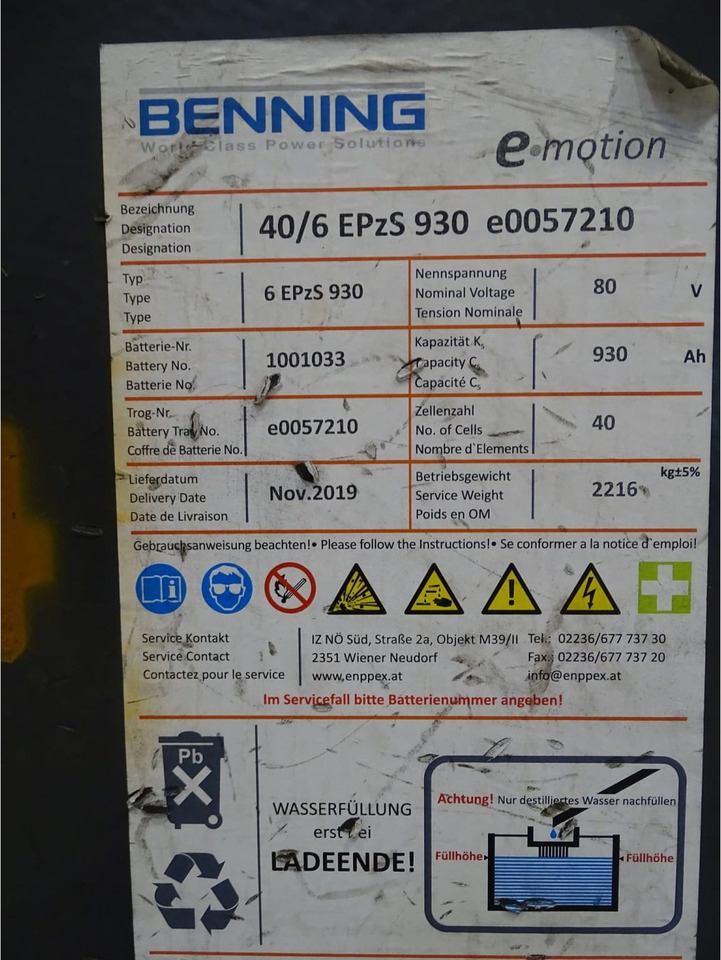 BENNING
World Class Power Solutions
e·motion
Bezeichnung
Designation
Designation
40/6 EPzS 930 e0057210
Typ
Type
Type
6 EPzS 930
Nennspannung
Nominal Voltage
Tension Nominale
80
V
Batterie-Nr.
Battery No.
Batterie No.
1001033
Kapazität K5
Capacity C5
Capacité C5
930
Ah
Trog-Nr.
Battery Tray No.
Coffre de Batterie No.
e0057210
Zellenzahl
No. of Cells
Nombre d`Elements
40
Lieferdatum
Delivery Date
Date de Livraison
Nov.2019
Betriebsgewicht
Service Weight
Poids en OM
2216
kg±5%
Gebrauchsanweisung beachten!• Please follow the Instructions!• Se conformer a la notice d`emploi!
Service Kontakt
Service Contact
Contactez pour le service
IZ NÖ Süd, Straße 2a, Objekt M39/II
2351 Wiener Neudorf
www.enppex.at
Tel.: 02236/677 737 30
Fax.: 02236/677 737 20
info@enppex.at
Im Servicefall bitte Batterienummer angeben!
Pb
WASSERFÜLLUNG
erst bei
LADEENDE!
Achtung! Nur destilliertes Wasser nachfüllen
Füllhöhe
Füllhöhe